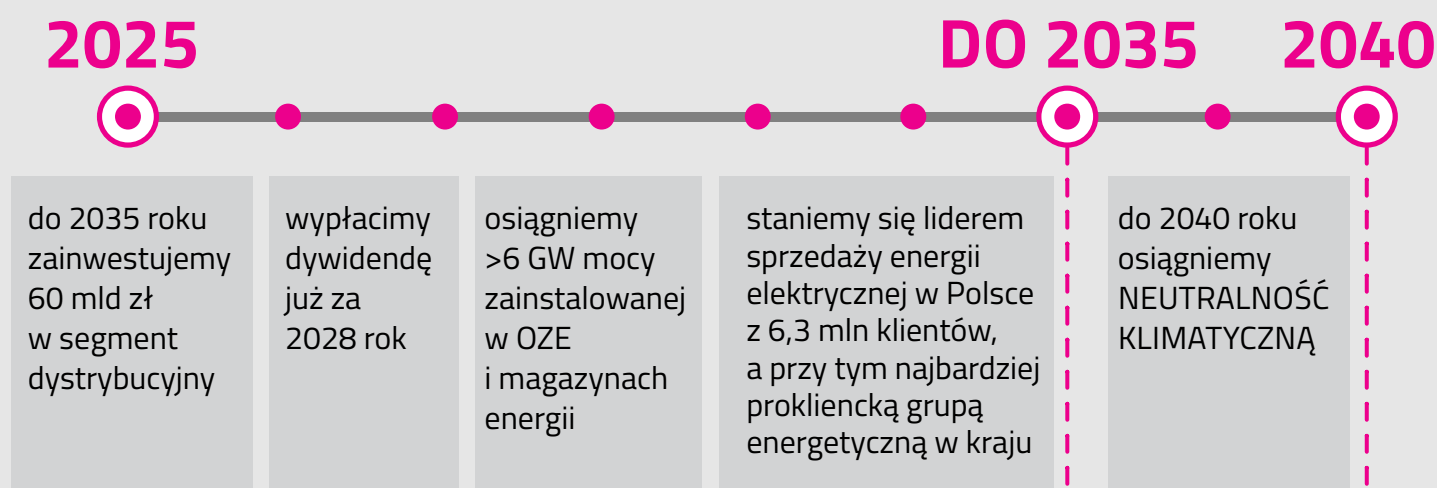 2025
DO 2035
2040
do 2035 roku
zainwestujemy
60 mld zł
w segment
dystrybucyjny
wypłacimy
dywidendę
już za
2028 rok
osiągniemy
>6 GW mocy
zainstalowanej
w OZE
i magazynach
energii
staniemy się liderem
sprzedaży energii
elektrycznej w Polsce
z 6,3 mln klientów,
a przy tym najbardziej
prokliencką grupą
energetyczną w kraju
do 2040 roku
osiągniemy
NEUTRALNOŚĆ
KLIMATYCZNĄ